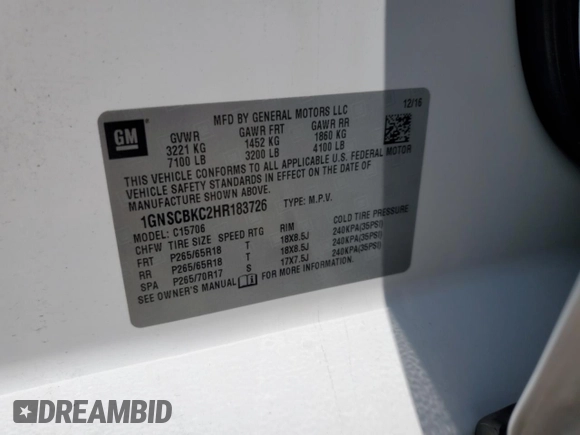 GM
MFD BY GENERAL MOTORS LLC 12/16
GVWR GAWR FRT GAWR RR
3221 KG 1452 KG 1860 KG
7100 LB 3200 LB 4100 LB
THIS VEHICLE CONFORMS TO ALL APPLICABLE U.S. FEDERAL MOTOR
VEHICLE SAFETY STANDARDS IN EFFECT ON THE DATE OF
MANUFACTURE SHOWN ABOVE.
1GNSCBKC2HR183726 TYPE: M.P.V.
MODEL: C15706
CHFW TIRE SIZE SPEED RTG RIM COLD TIRE PRESSURE
FRT P265/65R18 T 18X8.5J 240KPA(35PSI)
RR P265/65R18 T 18X8.5J 240KPA(35PSI)
SPA P265/70R17 S 17X7.5J 240KPA(35PSI)
SEE OWNER'S MANUAL FOR MORE INFORMATION
DREAMBID